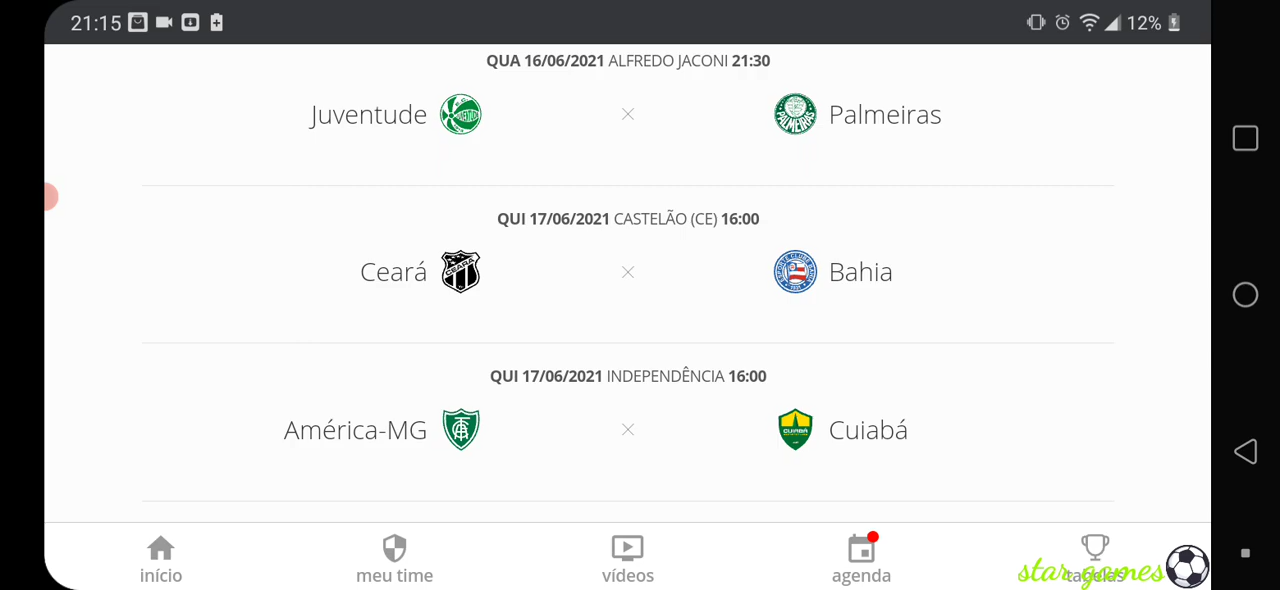 21:15 12%
QUA 16/06/2021 ALFREDO JACONI 21:30
Juventude × Palmeiras
QUI 17/06/2021 CASTELÃO (CE) 16:00
Ceará × Bahia
QUI 17/06/2021 INDEPENDÊNCIA 16:00
América-MG × Cuiabá
início meu time vídeos agenda tabelas
star games